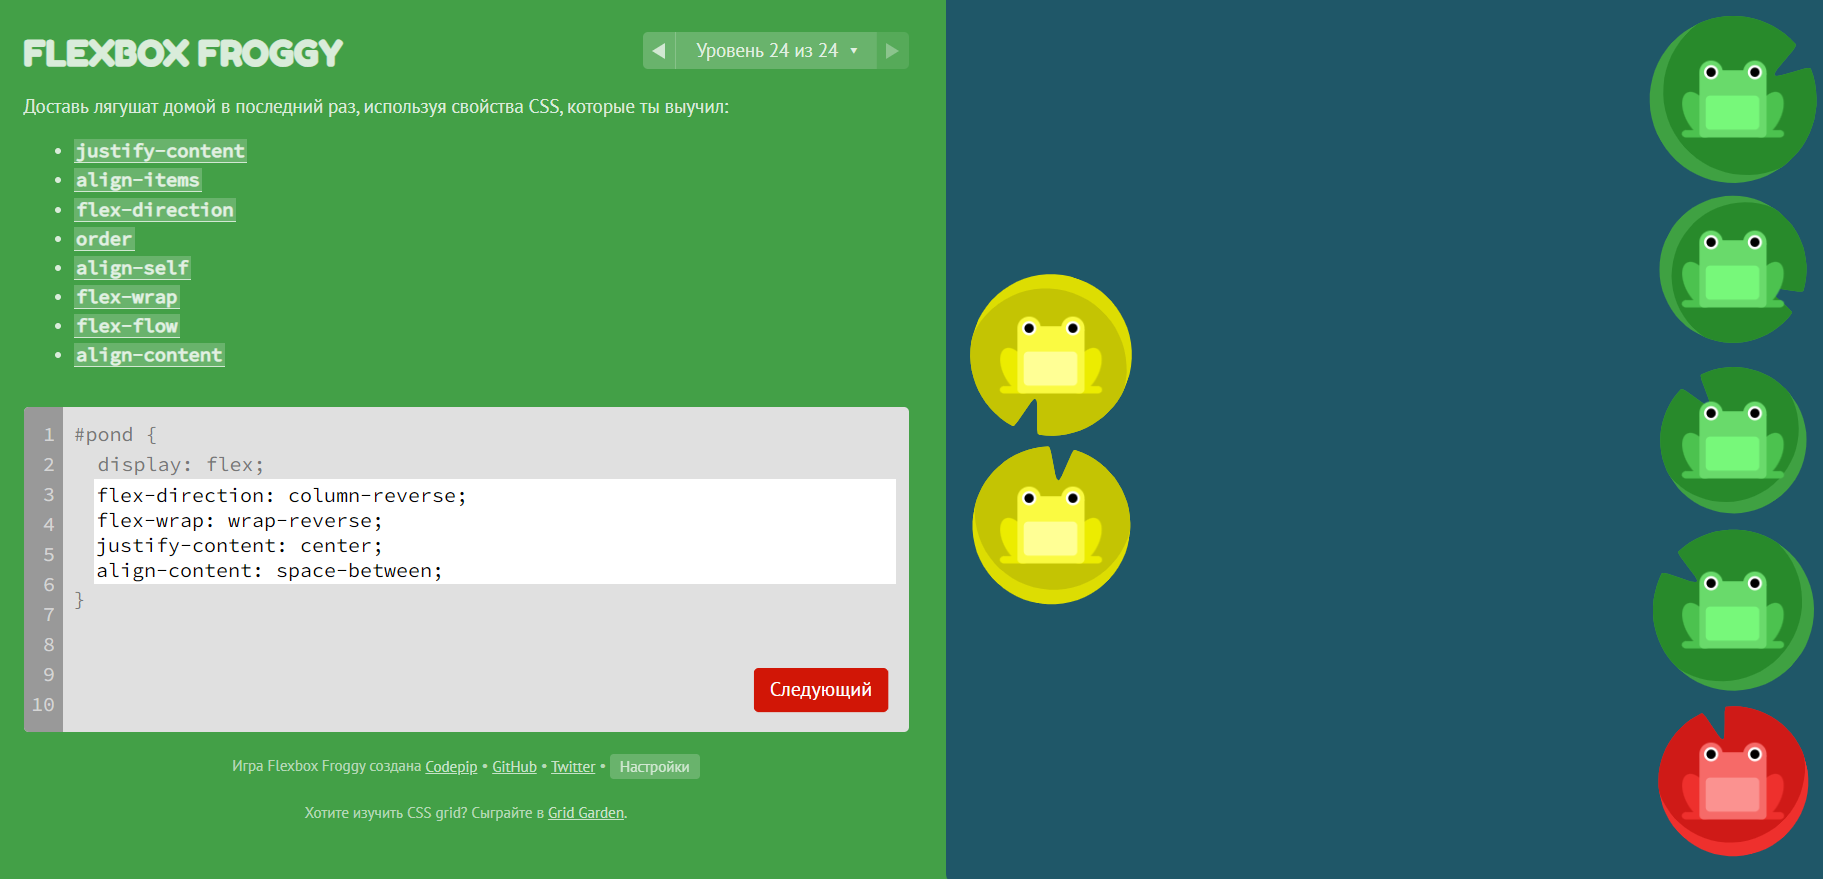 FLEXBOX FROGGY
◀ Уровень 24 из 24 ▾ ▶
Доставь лягушат домой в последний раз, используя свойства CSS, которые ты выучил:
• justify-content
• align-items
• flex-direction
• order
• align-self
• flex-wrap
• flex-flow
• align-content
1 #pond {
2 display: flex;
3 flex-direction: column-reverse;
4 flex-wrap: wrap-reverse;
5 justify-content: center;
6 align-content: space-between;
7 }
8
9
10
Следующий
Игра Flexbox Froggy создана Codepip • GitHub • Twitter • Настройки
Хотите изучить CSS grid? Сыграйте в Grid Garden.